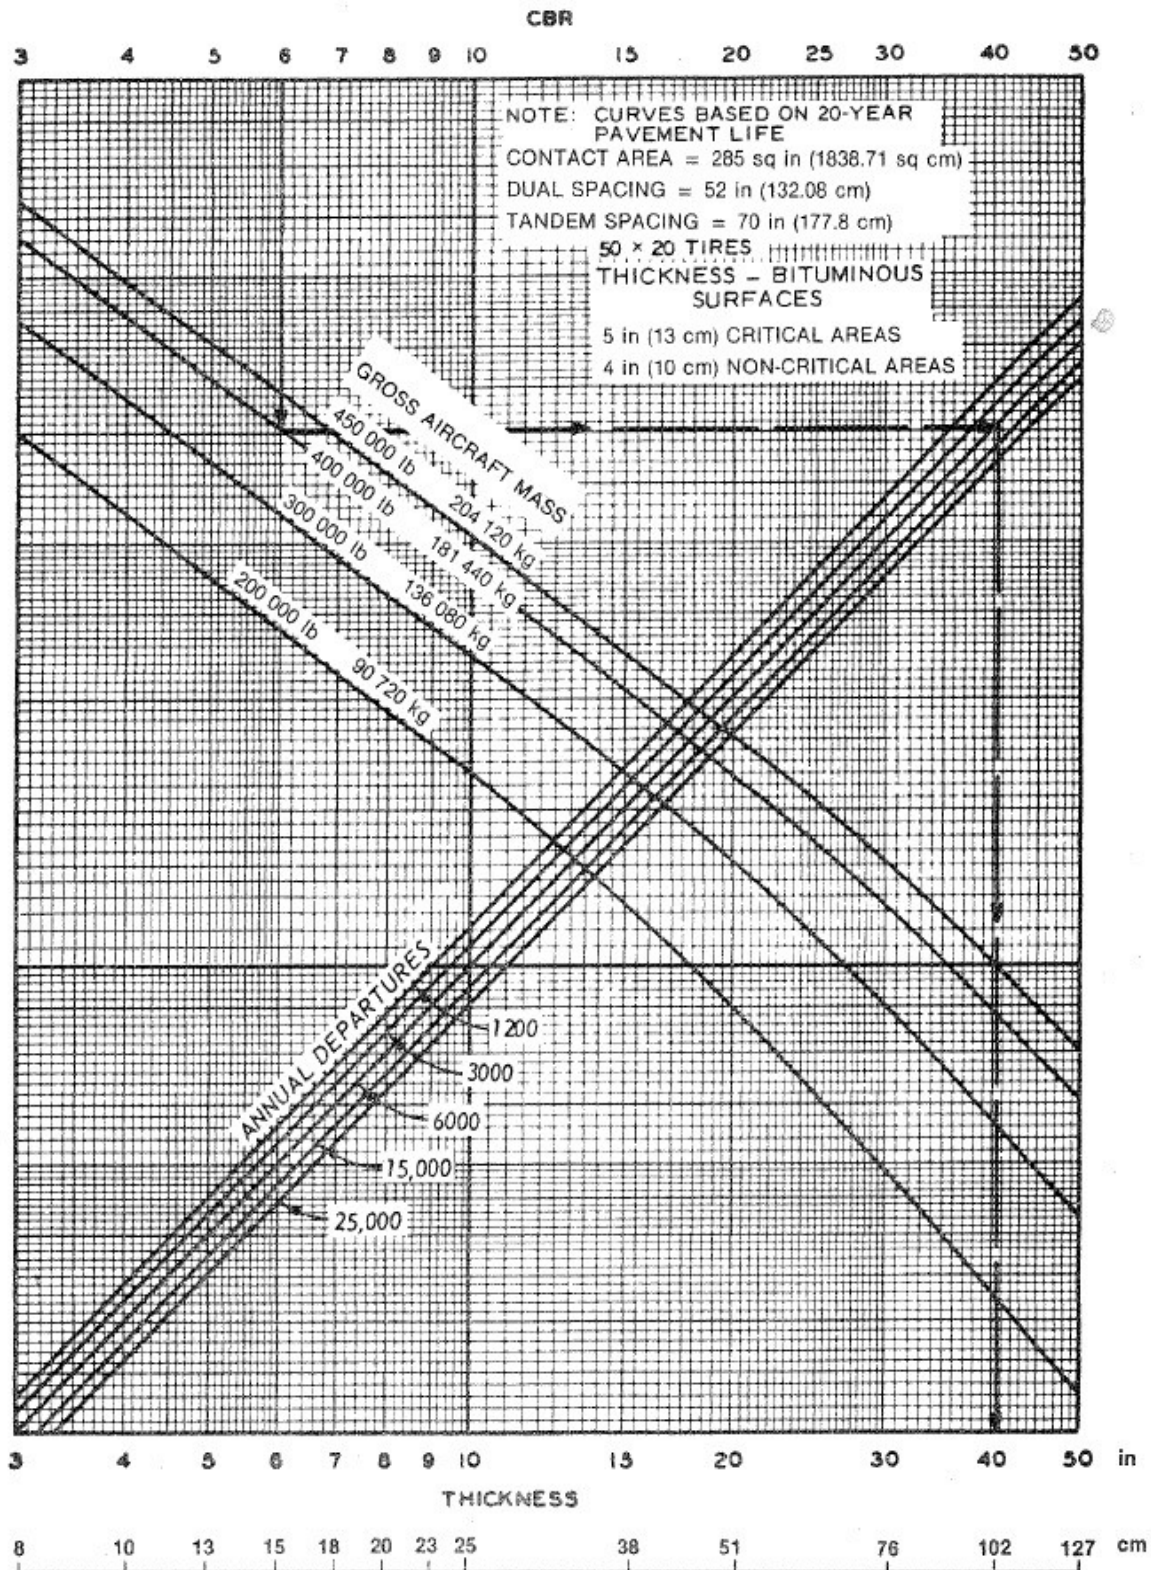 CBR
3 4 5 6 7 8 9 10 15 20 25 30 40 50
NOTE: CURVES BASED ON 20-YEAR
PAVEMENT LIFE
CONTACT AREA = 285 sq in (1838.71 sq cm)
DUAL SPACING = 52 in (132.08 cm)
TANDEM SPACING = 70 in (177.8 cm)
50 × 20 TIRES
THICKNESS – BITUMINOUS
SURFACES
5 in (13 cm) CRITICAL AREAS
4 in (10 cm) NON-CRITICAL AREAS
GROSS AIRCRAFT MASS
450 000 lb 204 120 kg
400 000 lb 181 440 kg
300 000 lb 136 080 kg
200 000 lb 90 720 kg
ANNUAL DEPARTURES
1200
3000
6000
15,000
25,000
3 4 5 6 7 8 9 10 15 20 30 40 50 in
THICKNESS
8 10 13 15 18 20 23 25 38 51 76 102 127 cm